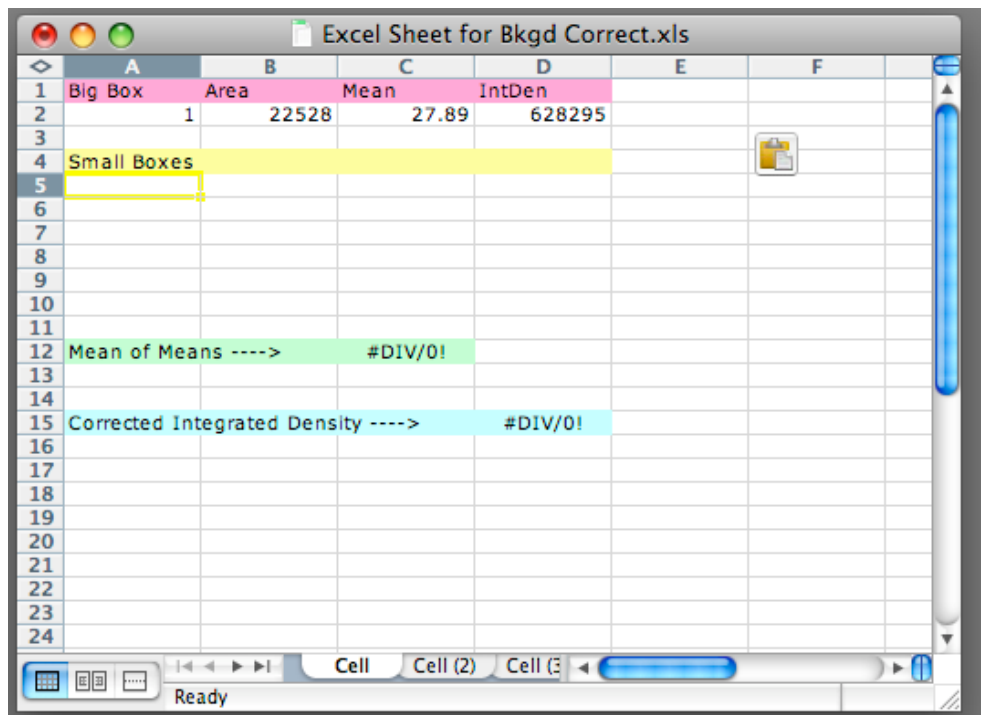 Excel Sheet for Bkgd Correct.xls
A B C D E F
1 Big Box Area Mean IntDen
2 1 22528 27.89 628295
3
4 Small Boxes
5
6
7
8
9
10
11
12 Mean of Means ----> #DIV/0!
13
14
15 Corrected Integrated Density ----> #DIV/0!
16
17
18
19
20
21
22
23
24
Cell Cell (2) Cell (3
Ready